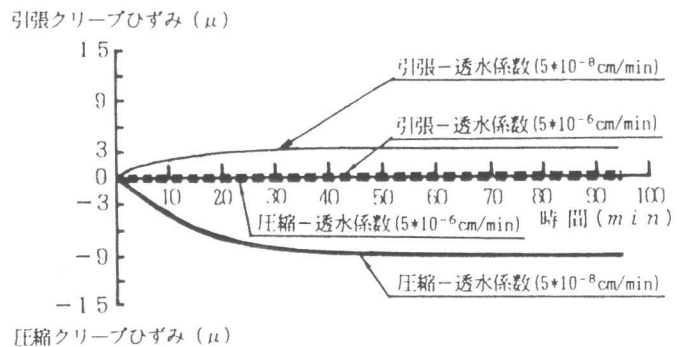 引張クリープひずみ(μ)
15
9
3
0
-3
-9
-15
引張-透水係数(5*10⁻⁸cm/min)
引張-透水係数(5*10⁻⁶cm/min)
10 20 30 40 50 60 70 80 90 100
時間(min)
圧縮-透水係数(5*10⁻⁶cm/min)
圧縮-透水係数(5*10⁻⁸cm/min)
圧縮クリープひずみ(μ)